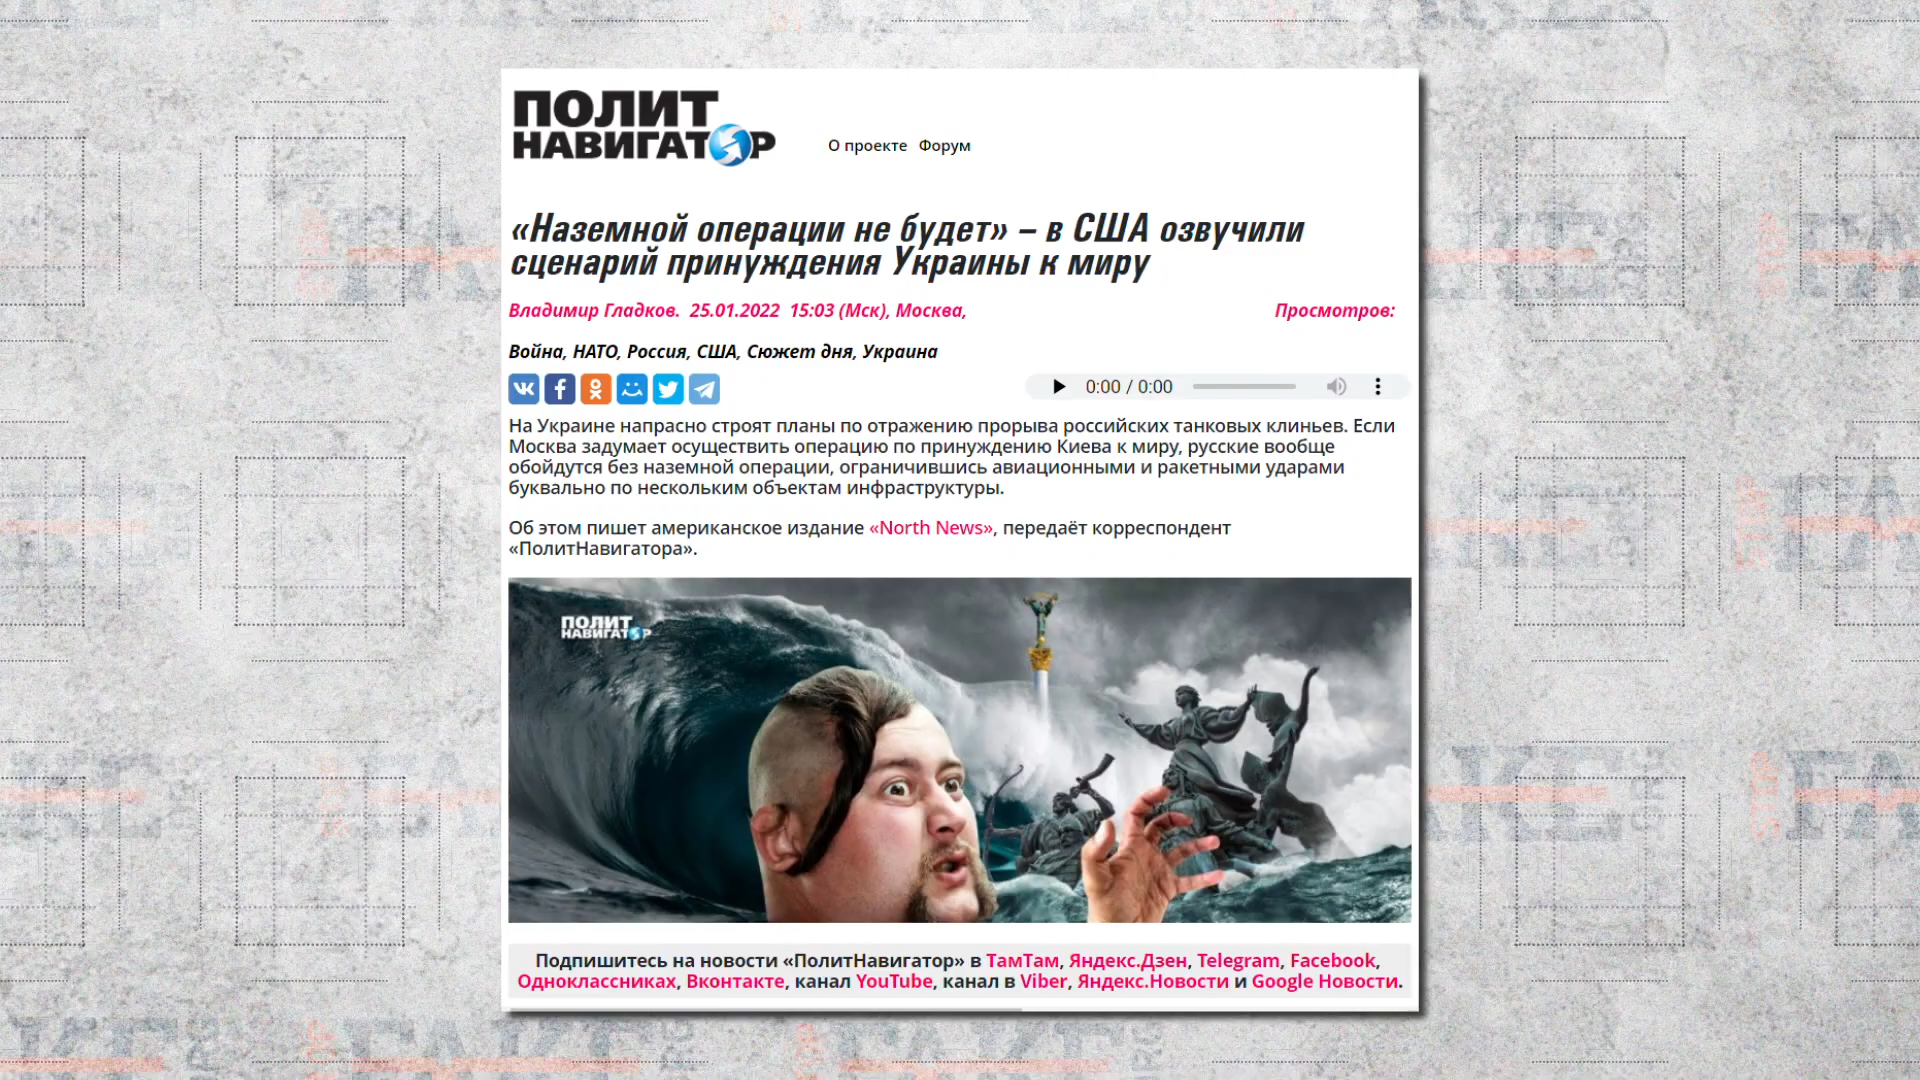 ПОЛИТ
НАВИГАТОР
О проекте Форум
«Наземной операции не будет» – в США озвучили
сценарий принуждения Украины к миру
Владимир Гладков. 25.01.2022 15:03 (Мск), Москва,
Просмотров:
Война, НАТО, Россия, США, Сюжет дня, Украина
0:00 / 0:00
На Украине напрасно строят планы по отражению прорыва российских танковых клиньев. Если
Москва задумает осуществить операцию по принуждению Киева к миру, русские вообще
обойдутся без наземной операции, ограничившись авиационными и ракетными ударами
буквально по нескольким объектам инфраструктуры.
Об этом пишет американское издание «North News», передаёт корреспондент
«ПолитНавигатора».
ПОЛИТ
НАВИГАТОР
Подпишитесь на новости «ПолитНавигатор» в ТамТам, Яндекс.Дзен, Telegram, Facebook,
Одноклассниках, Вконтакте, канал YouTube, канал в Viber, Яндекс.Новости и Google Новости.